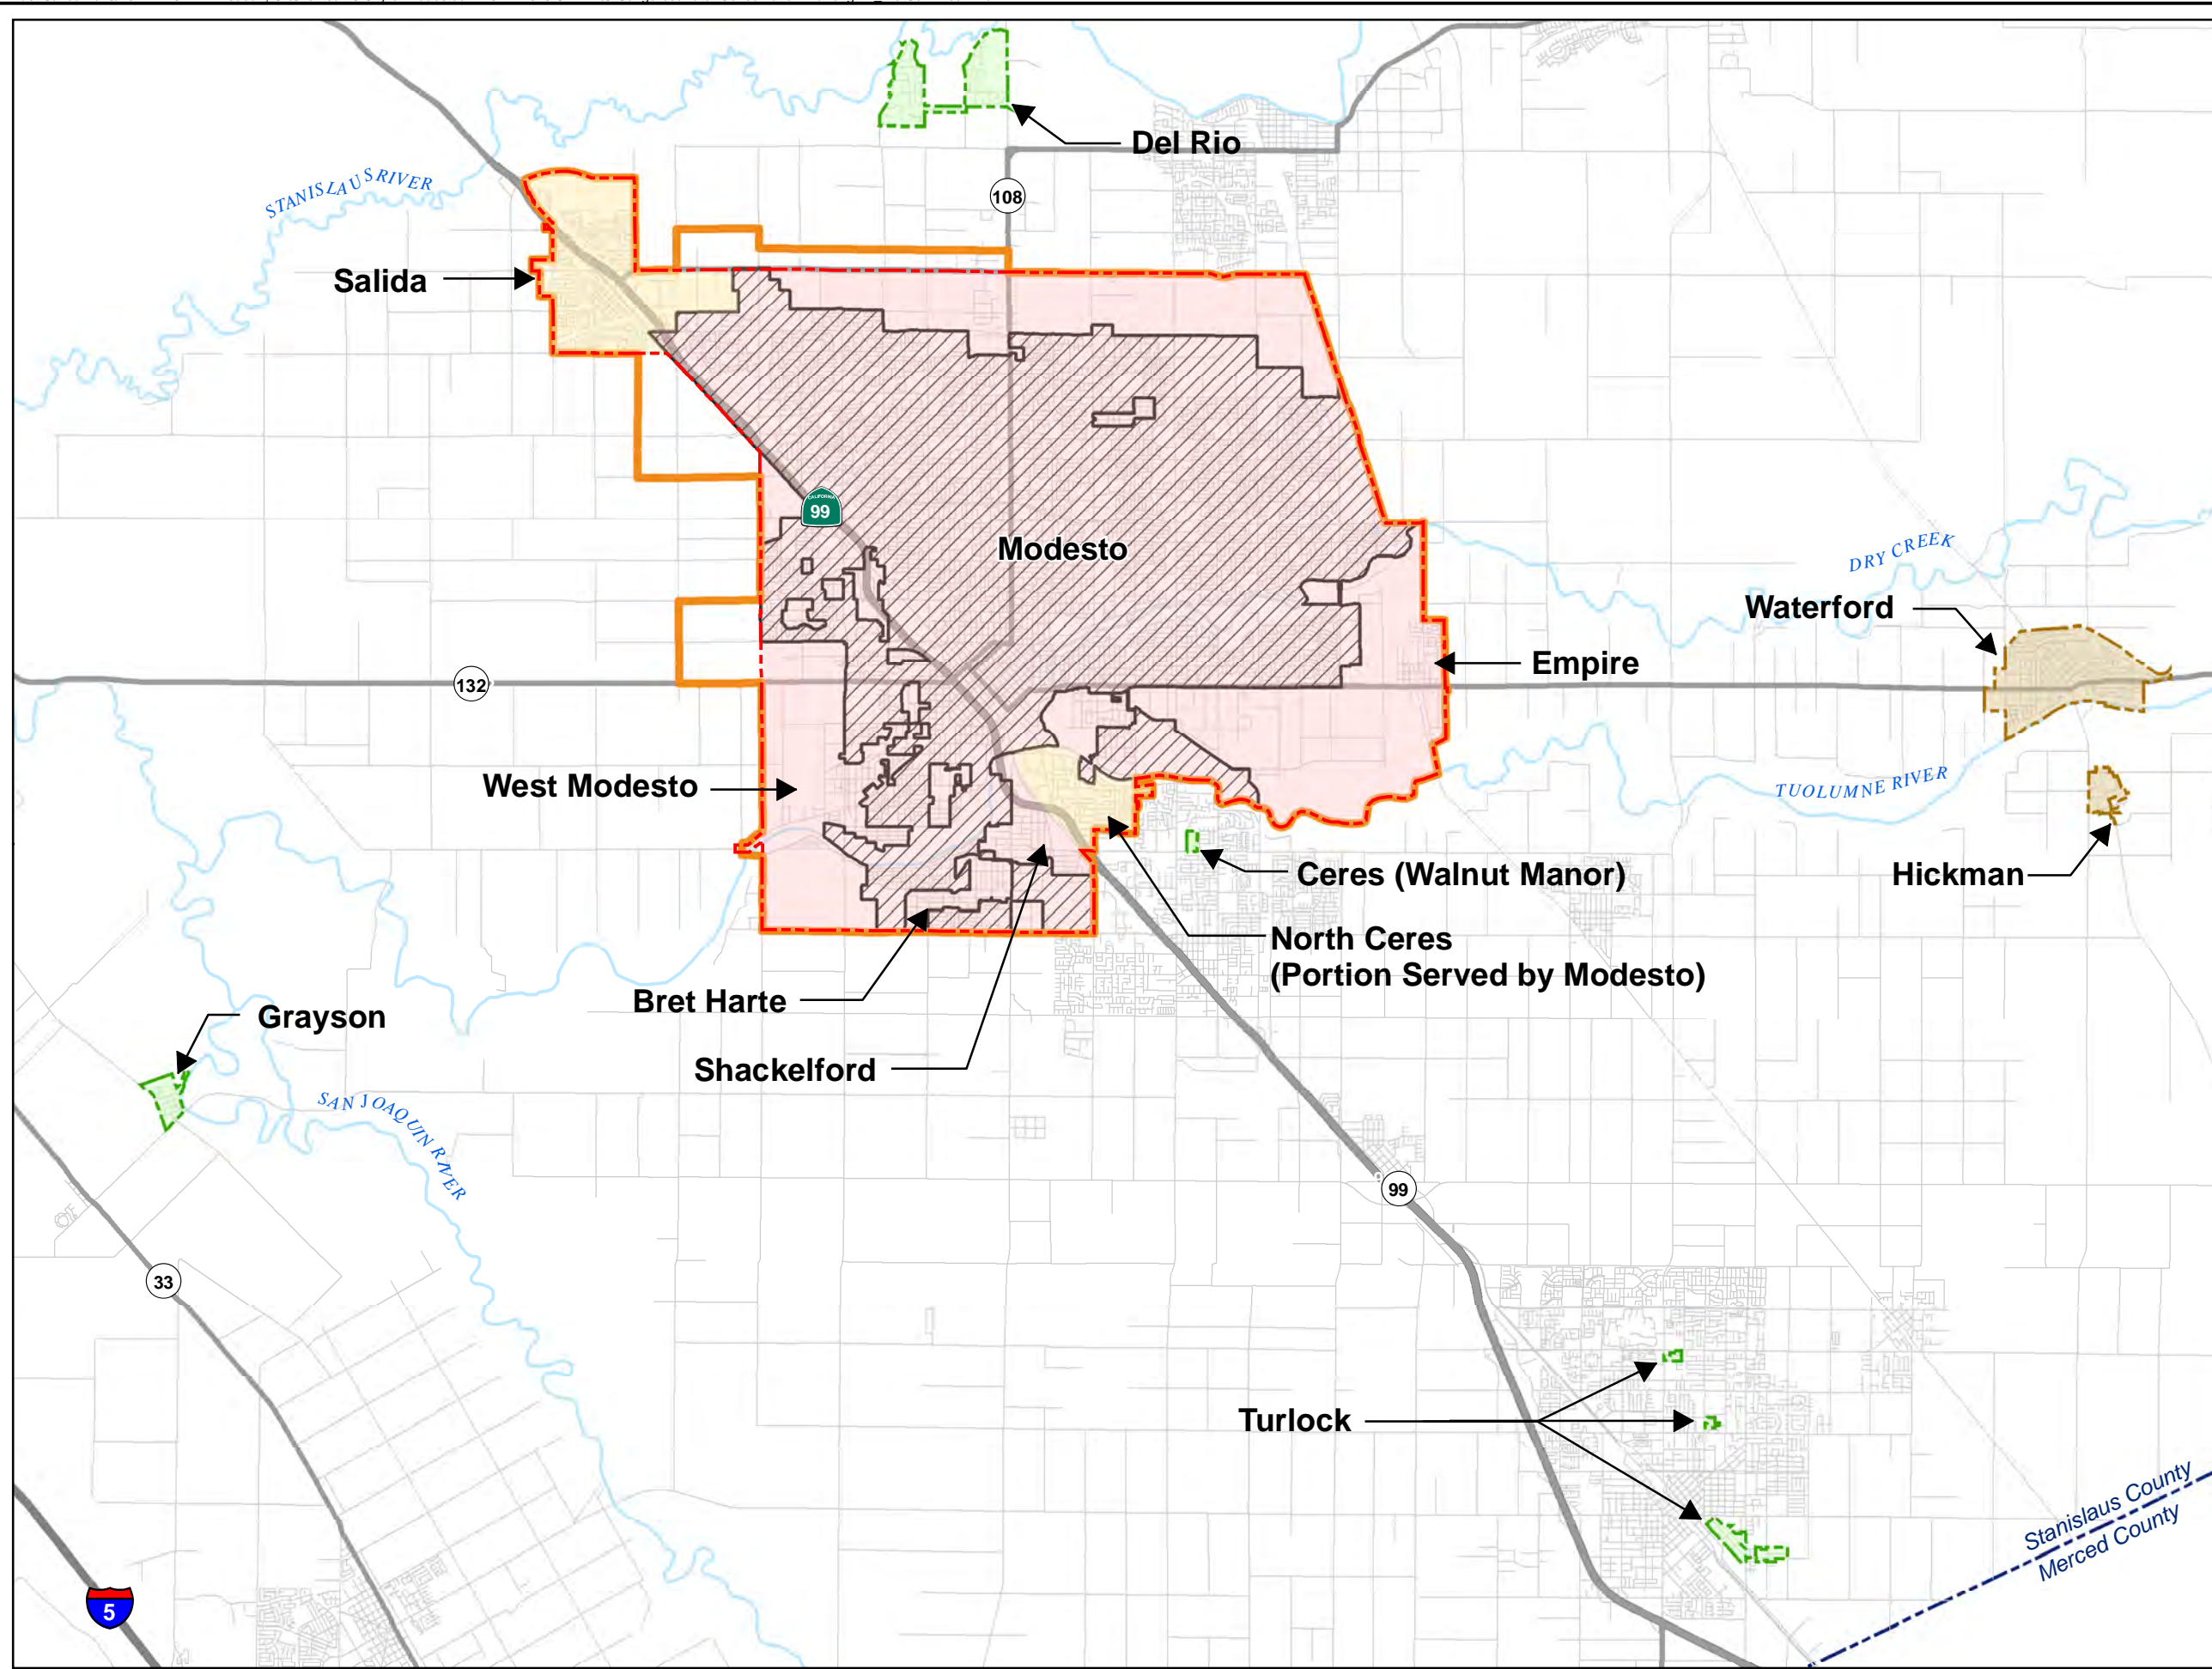 Del Rio
STANISLAUS RIVER
108
Salida
CALIFORNIA
99
Modesto
DRY CREEK
Waterford
Empire
132
West Modesto
TUOLUMNE RIVER
Ceres (Walnut Manor)
Hickman
North Ceres
(Portion Served by Modesto)
Bret Harte
Grayson
Shackelford
SAN JOAQUIN RIVER
99
33
Turlock
Stanislaus County
Merced County
5